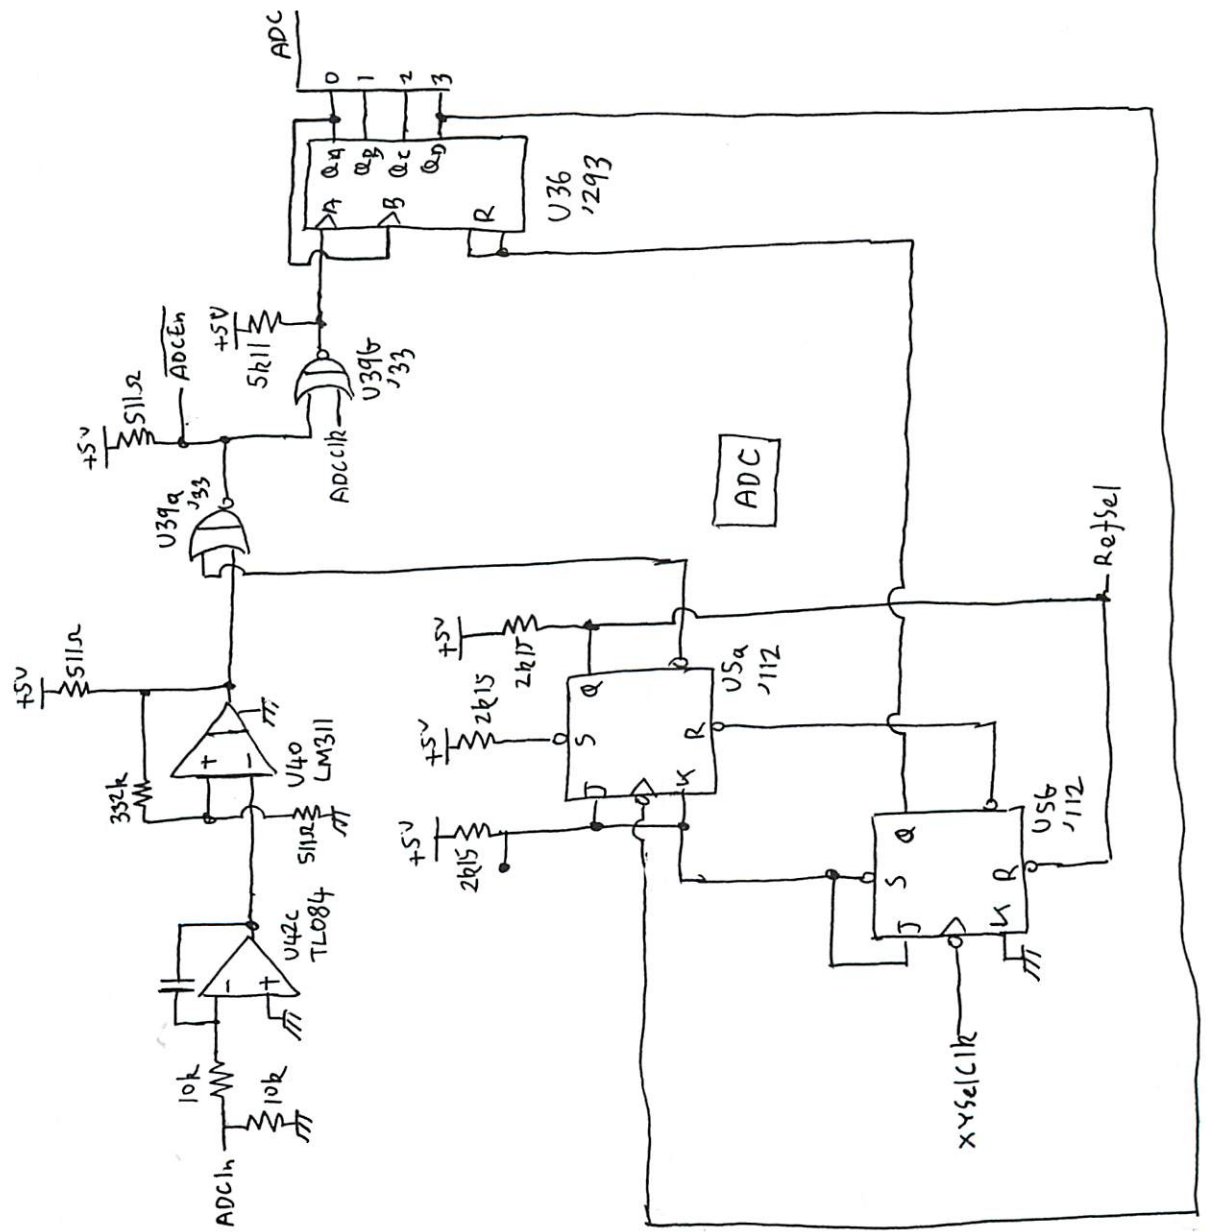 ADCIn
10k
10k
-
+
U42c
TL084
332k
511Ω
+
-
U40
LM311
+5V
511Ω
U39a
'33
+5V
511Ω
ADCEn
ADCClk
U39b
'33
+5V
5k11
A
B
R
QA
QB
QC
QD
U36
'293
0
1
2
3
ADC
+5V
2k15
+5V
2k15
+5V
2k15
J
K
S
R
Q
U5a
'112
XYSelClk
J
K
S
R
Q
U5b
'112
RefSel
ADC